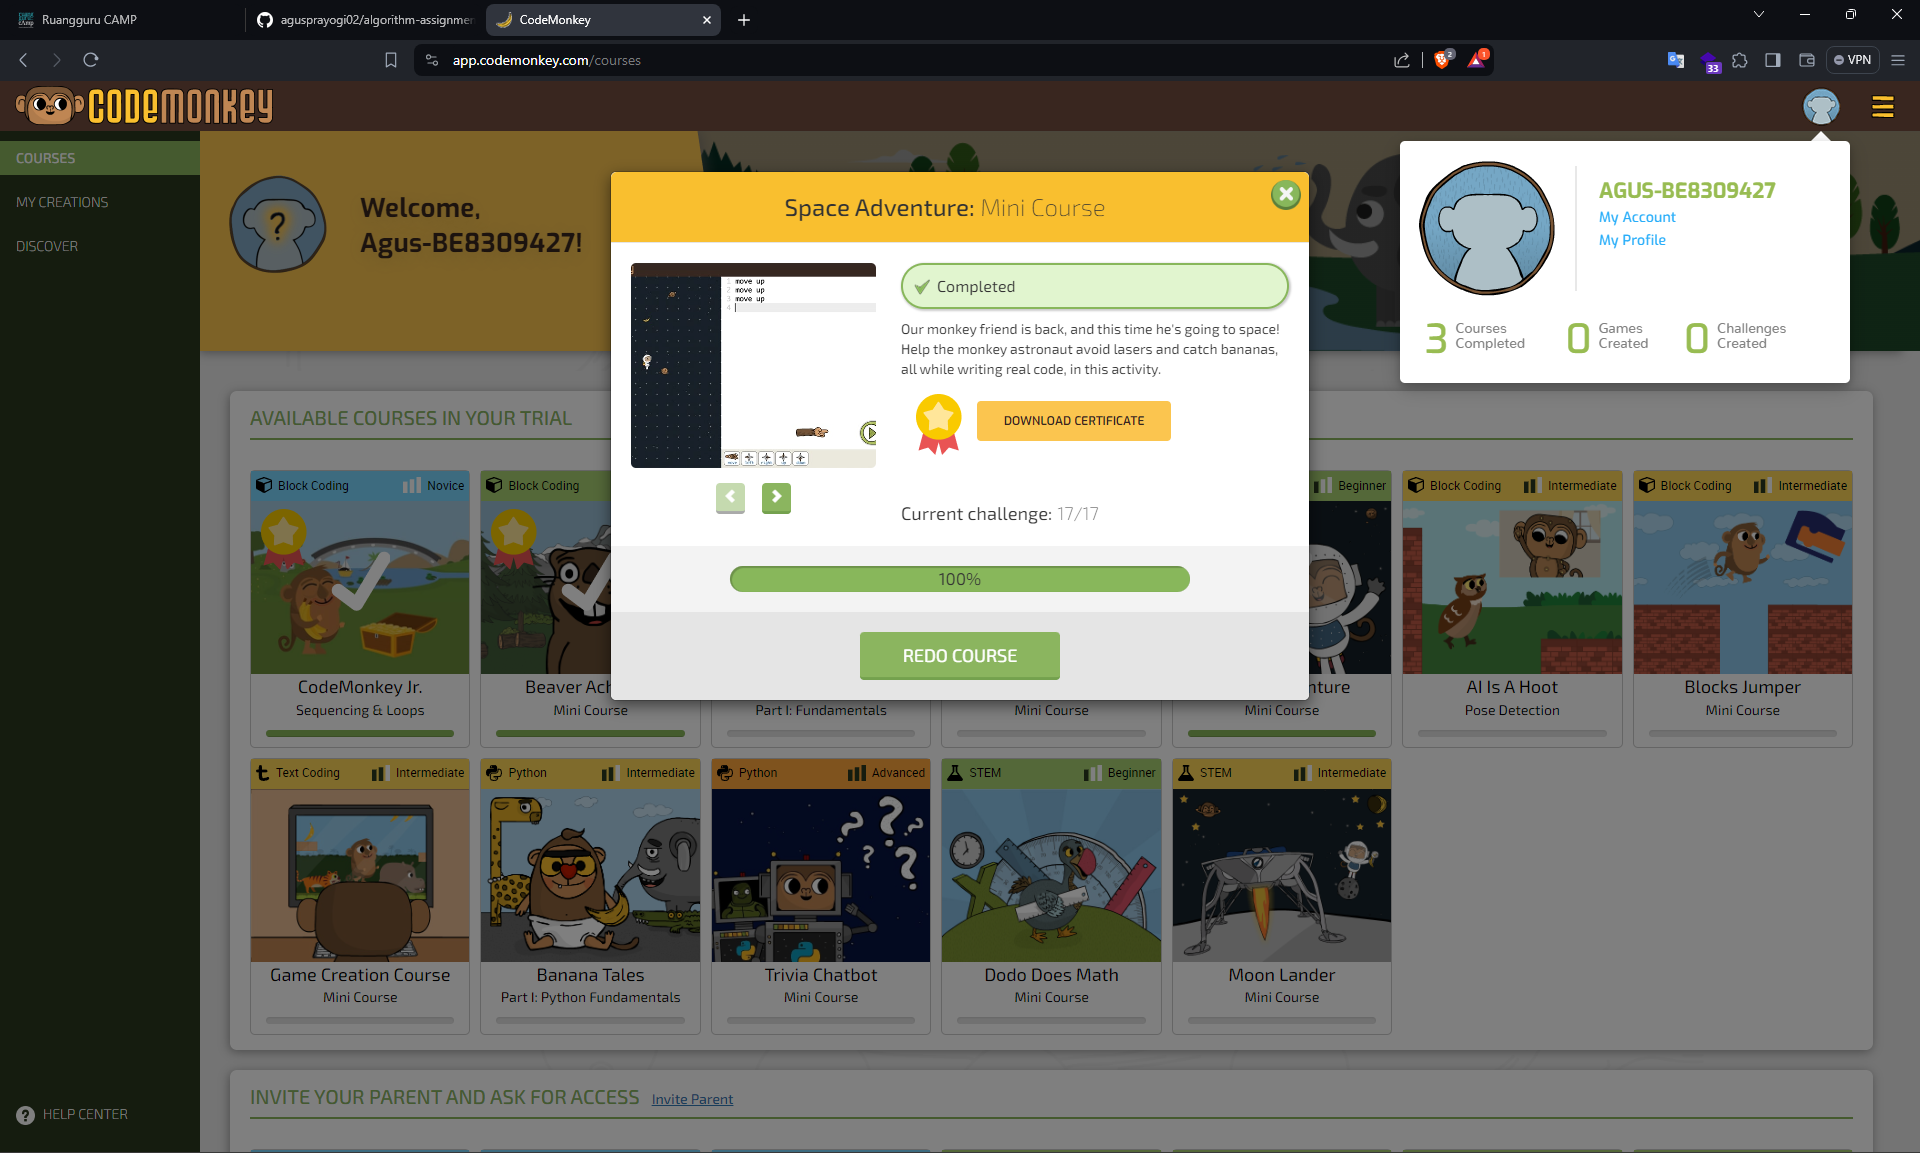 Ruangguru CAMP
agusprayogi02/algorithm-assignmen
CodeMonkey
app.codemonkey.com/courses
2
1
33
VPN
CODEMONKEY
COURSES
MY CREATIONS
DISCOVER
HELP CENTER
Welcome,
Agus-BE8309427!
AGUS-BE8309427
My Account
My Profile
3 Courses Completed
0 Games Created
0 Challenges Created
Space Adventure: Mini Course
move up
move up
move up
4
Completed
Our monkey friend is back, and this time he's going to space!
Help the monkey astronaut avoid lasers and catch bananas,
all while writing real code, in this activity.
DOWNLOAD CERTIFICATE
Current challenge: 17/17
100%
REDO COURSE
AVAILABLE COURSES IN YOUR TRIAL
Block Coding Novice
CodeMonkey Jr.
Sequencing & Loops
Block Coding
Beaver Ach
Mini Course
Part I: Fundamentals
Mini Course
Beginner
nture
Mini Course
Block Coding Intermediate
AI Is A Hoot
Pose Detection
Block Coding Intermediate
Blocks Jumper
Mini Course
Text Coding Intermediate
Game Creation Course
Mini Course
Python Intermediate
Banana Tales
Part I: Python Fundamentals
Python Advanced
Trivia Chatbot
Mini Course
STEM Beginner
Dodo Does Math
Mini Course
STEM Intermediate
Moon Lander
Mini Course
INVITE YOUR PARENT AND ASK FOR ACCESS Invite Parent